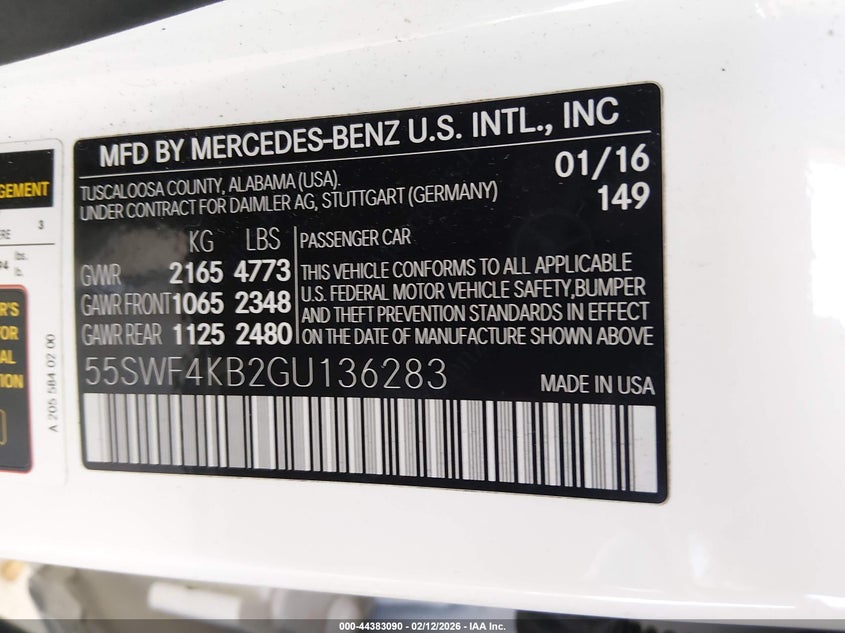 MFD BY MERCEDES-BENZ U.S. INTL., INC
01/16
TUSCALOOSA COUNTY, ALABAMA (USA).
UNDER CONTRACT FOR DAIMLER AG, STUTTGART (GERMANY)
149
KG LBS
GVWR 2165 4773
GAWR FRONT 1065 2348
GAWR REAR 1125 2480
PASSENGER CAR
THIS VEHICLE CONFORMS TO ALL APPLICABLE
U.S. FEDERAL MOTOR VEHICLE SAFETY, BUMPER
AND THEFT PREVENTION STANDARDS IN EFFECT
ON THE DATE OF MANUFACTURE SHOWN ABOVE
55SWF4KB2GU136283
MADE IN USA
A 205 584 02 00
3
lbs.
lb.
000-44383090 - 02/12/2026 - IAA Inc.